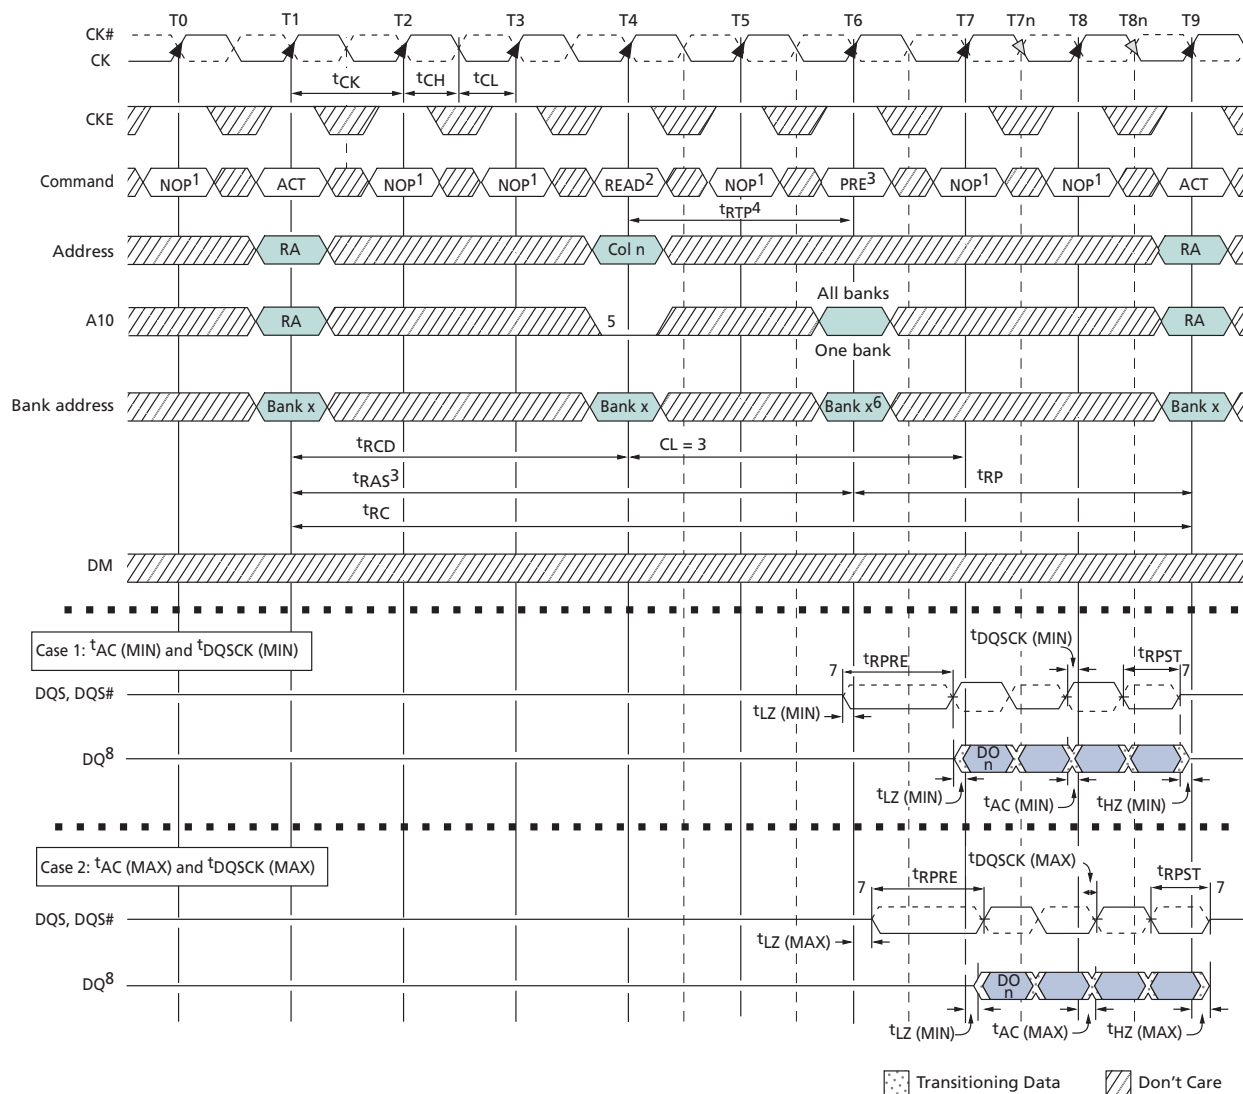 T0 T1 T2 T3 T4 T5 T6 T7 T7n T8 T8n T9
CK#
CK
tCK tCH tCL
CKE
Command NOP1 ACT NOP1 NOP1 READ2 NOP1 PRE3 NOP1 NOP1 ACT
tRTP4
Address RA Col n RA
All banks
A10 RA 5 RA
One bank
Bank address Bank x Bank x Bank x6 Bank x
tRCD CL = 3
tRAS3 tRP
tRC
DM
Case 1: tAC (MIN) and tDQSCK (MIN)
tDQSCK (MIN)
7 tRPRE tRPST 7
DQS, DQS#
tLZ (MIN)
DQ8 DO n
tLZ (MIN) tAC (MIN) tHZ (MIN)
Case 2: tAC (MAX) and tDQSCK (MAX)
tDQSCK (MAX)
7 tRPRE tRPST 7
DQS, DQS#
tLZ (MAX)
DQ8 DO n
tLZ (MIN) tAC (MAX) tHZ (MAX)
Transitioning Data Don't Care